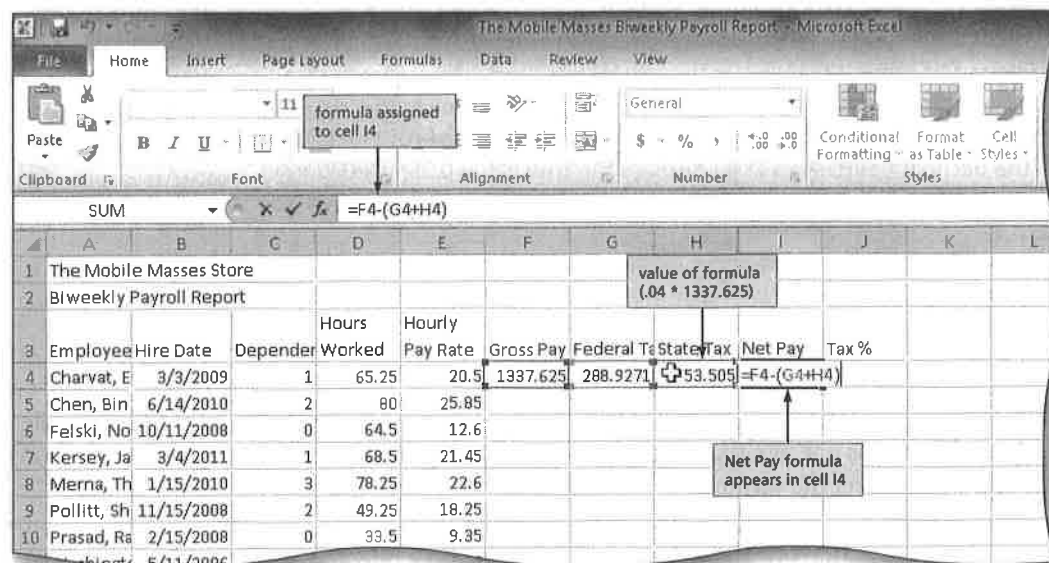 The Mobile Masses Biweekly Payroll Report - Microsoft Excel
File Home Insert Page Layout Formulas Data Review View
formula assigned
to cell I4
11
General
Paste
B I U
$ % ,
Conditional Formatting
Format as Table
Cell Styles
Clipboard Font Alignment Number Styles
SUM fx =F4-(G4+H4)
A B C D E F G H I J K L
value of formula
(.04 * 1337.625)
1 The Mobile Masses Store
2 Biweekly Payroll Report
Hours Hourly
3 Employee Hire Date Depender Worked Pay Rate Gross Pay Federal Ta State Tax Net Pay Tax %
4 Charvat, E 3/3/2009 1 65.25 20.5 1337.625 288.9271 53.505 =F4-(G4+H4)
5 Chen, Bin 6/14/2010 2 80 25.85
6 Felski, No 10/11/2008 0 64.5 12.6
7 Kersey, Ja 3/4/2011 1 68.5 21.45
8 Merna, Th 1/15/2010 3 78.25 22.6
9 Pollitt, Sh 11/15/2008 2 49.25 18.25
10 Prasad, Ra 2/15/2008 0 33.5 9.35
Net Pay formula
appears in cell I4